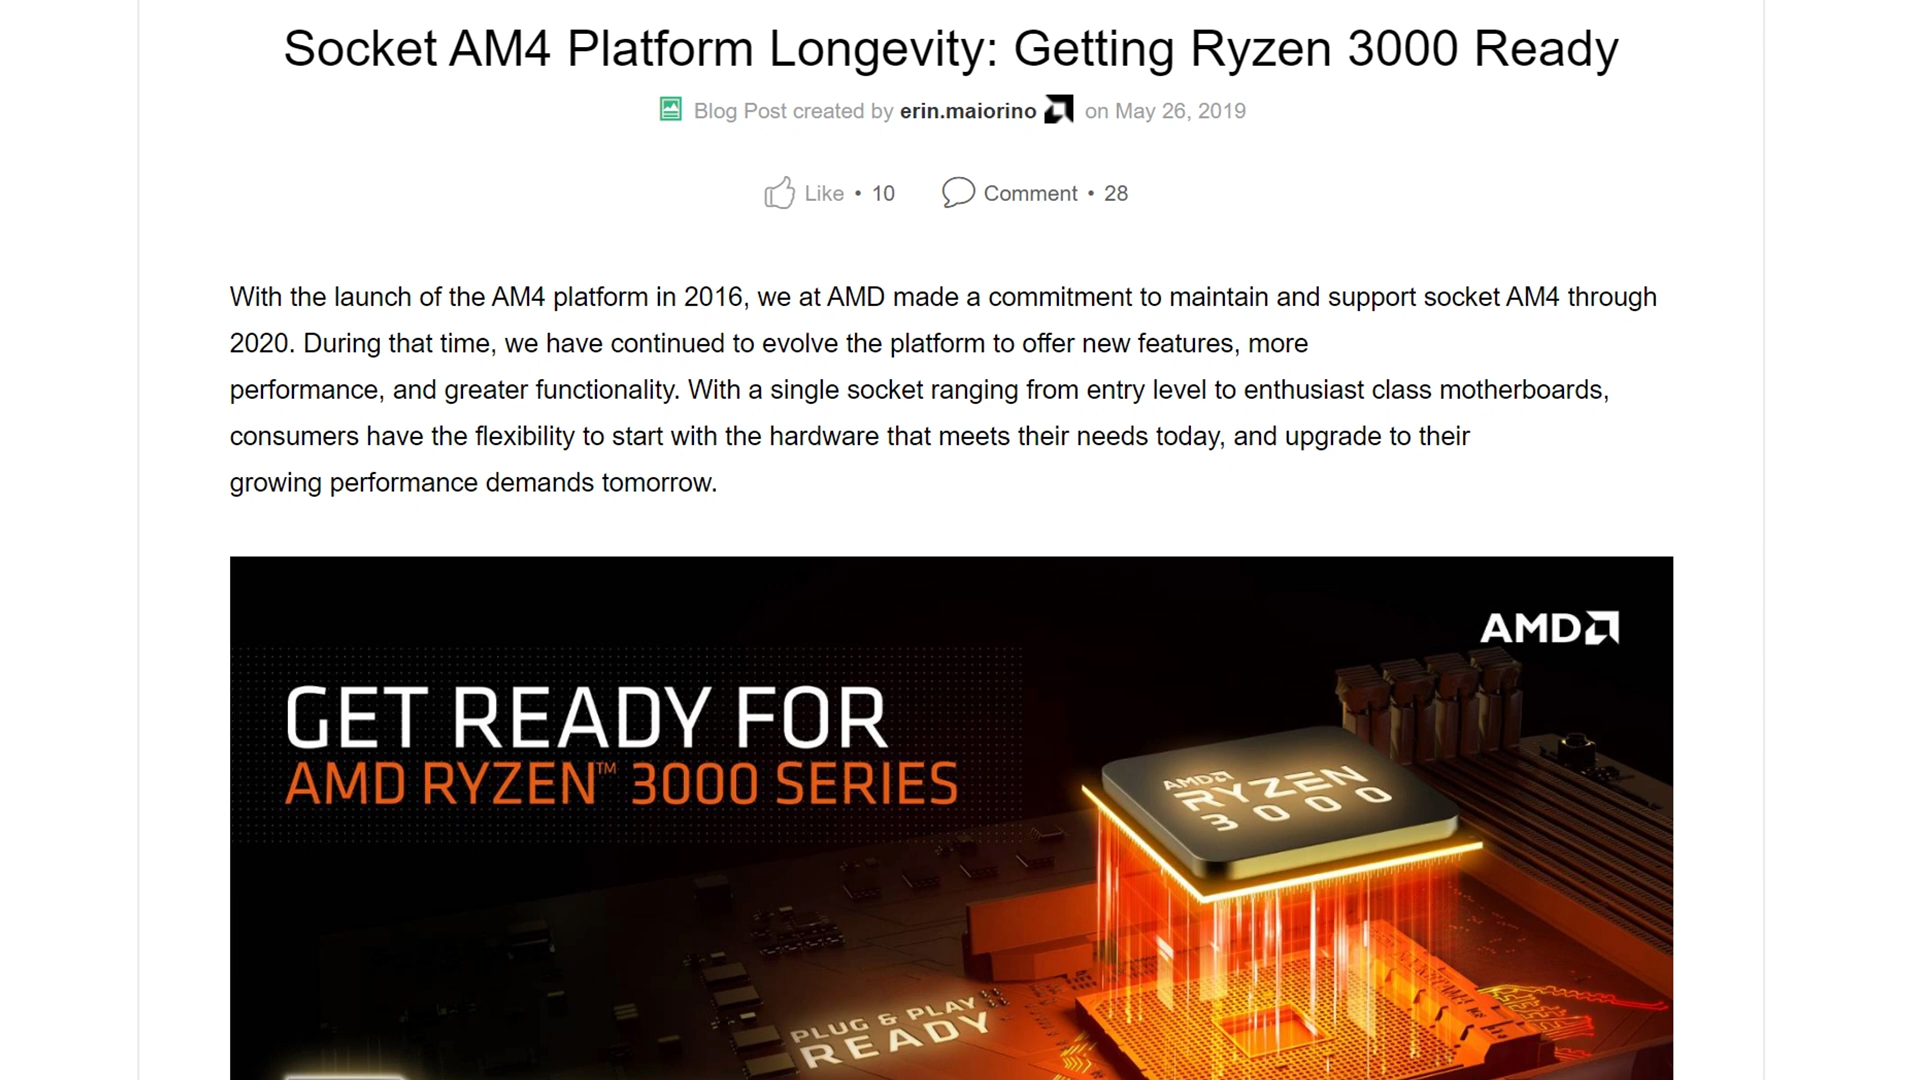 Socket AM4 Platform Longevity: Getting Ryzen 3000 Ready
Blog Post created by erin.maiorino on May 26, 2019
Like • 10 Comment • 28
With the launch of the AM4 platform in 2016, we at AMD made a commitment to maintain and support socket AM4 through
2020. During that time, we have continued to evolve the platform to offer new features, more
performance, and greater functionality. With a single socket ranging from entry level to enthusiast class motherboards,
consumers have the flexibility to start with the hardware that meets their needs today, and upgrade to their
growing performance demands tomorrow.
AMD
GET READY FOR
AMD RYZEN™ 3000 SERIES
AMD
RYZEN
3000
PLUG & PLAY
READY